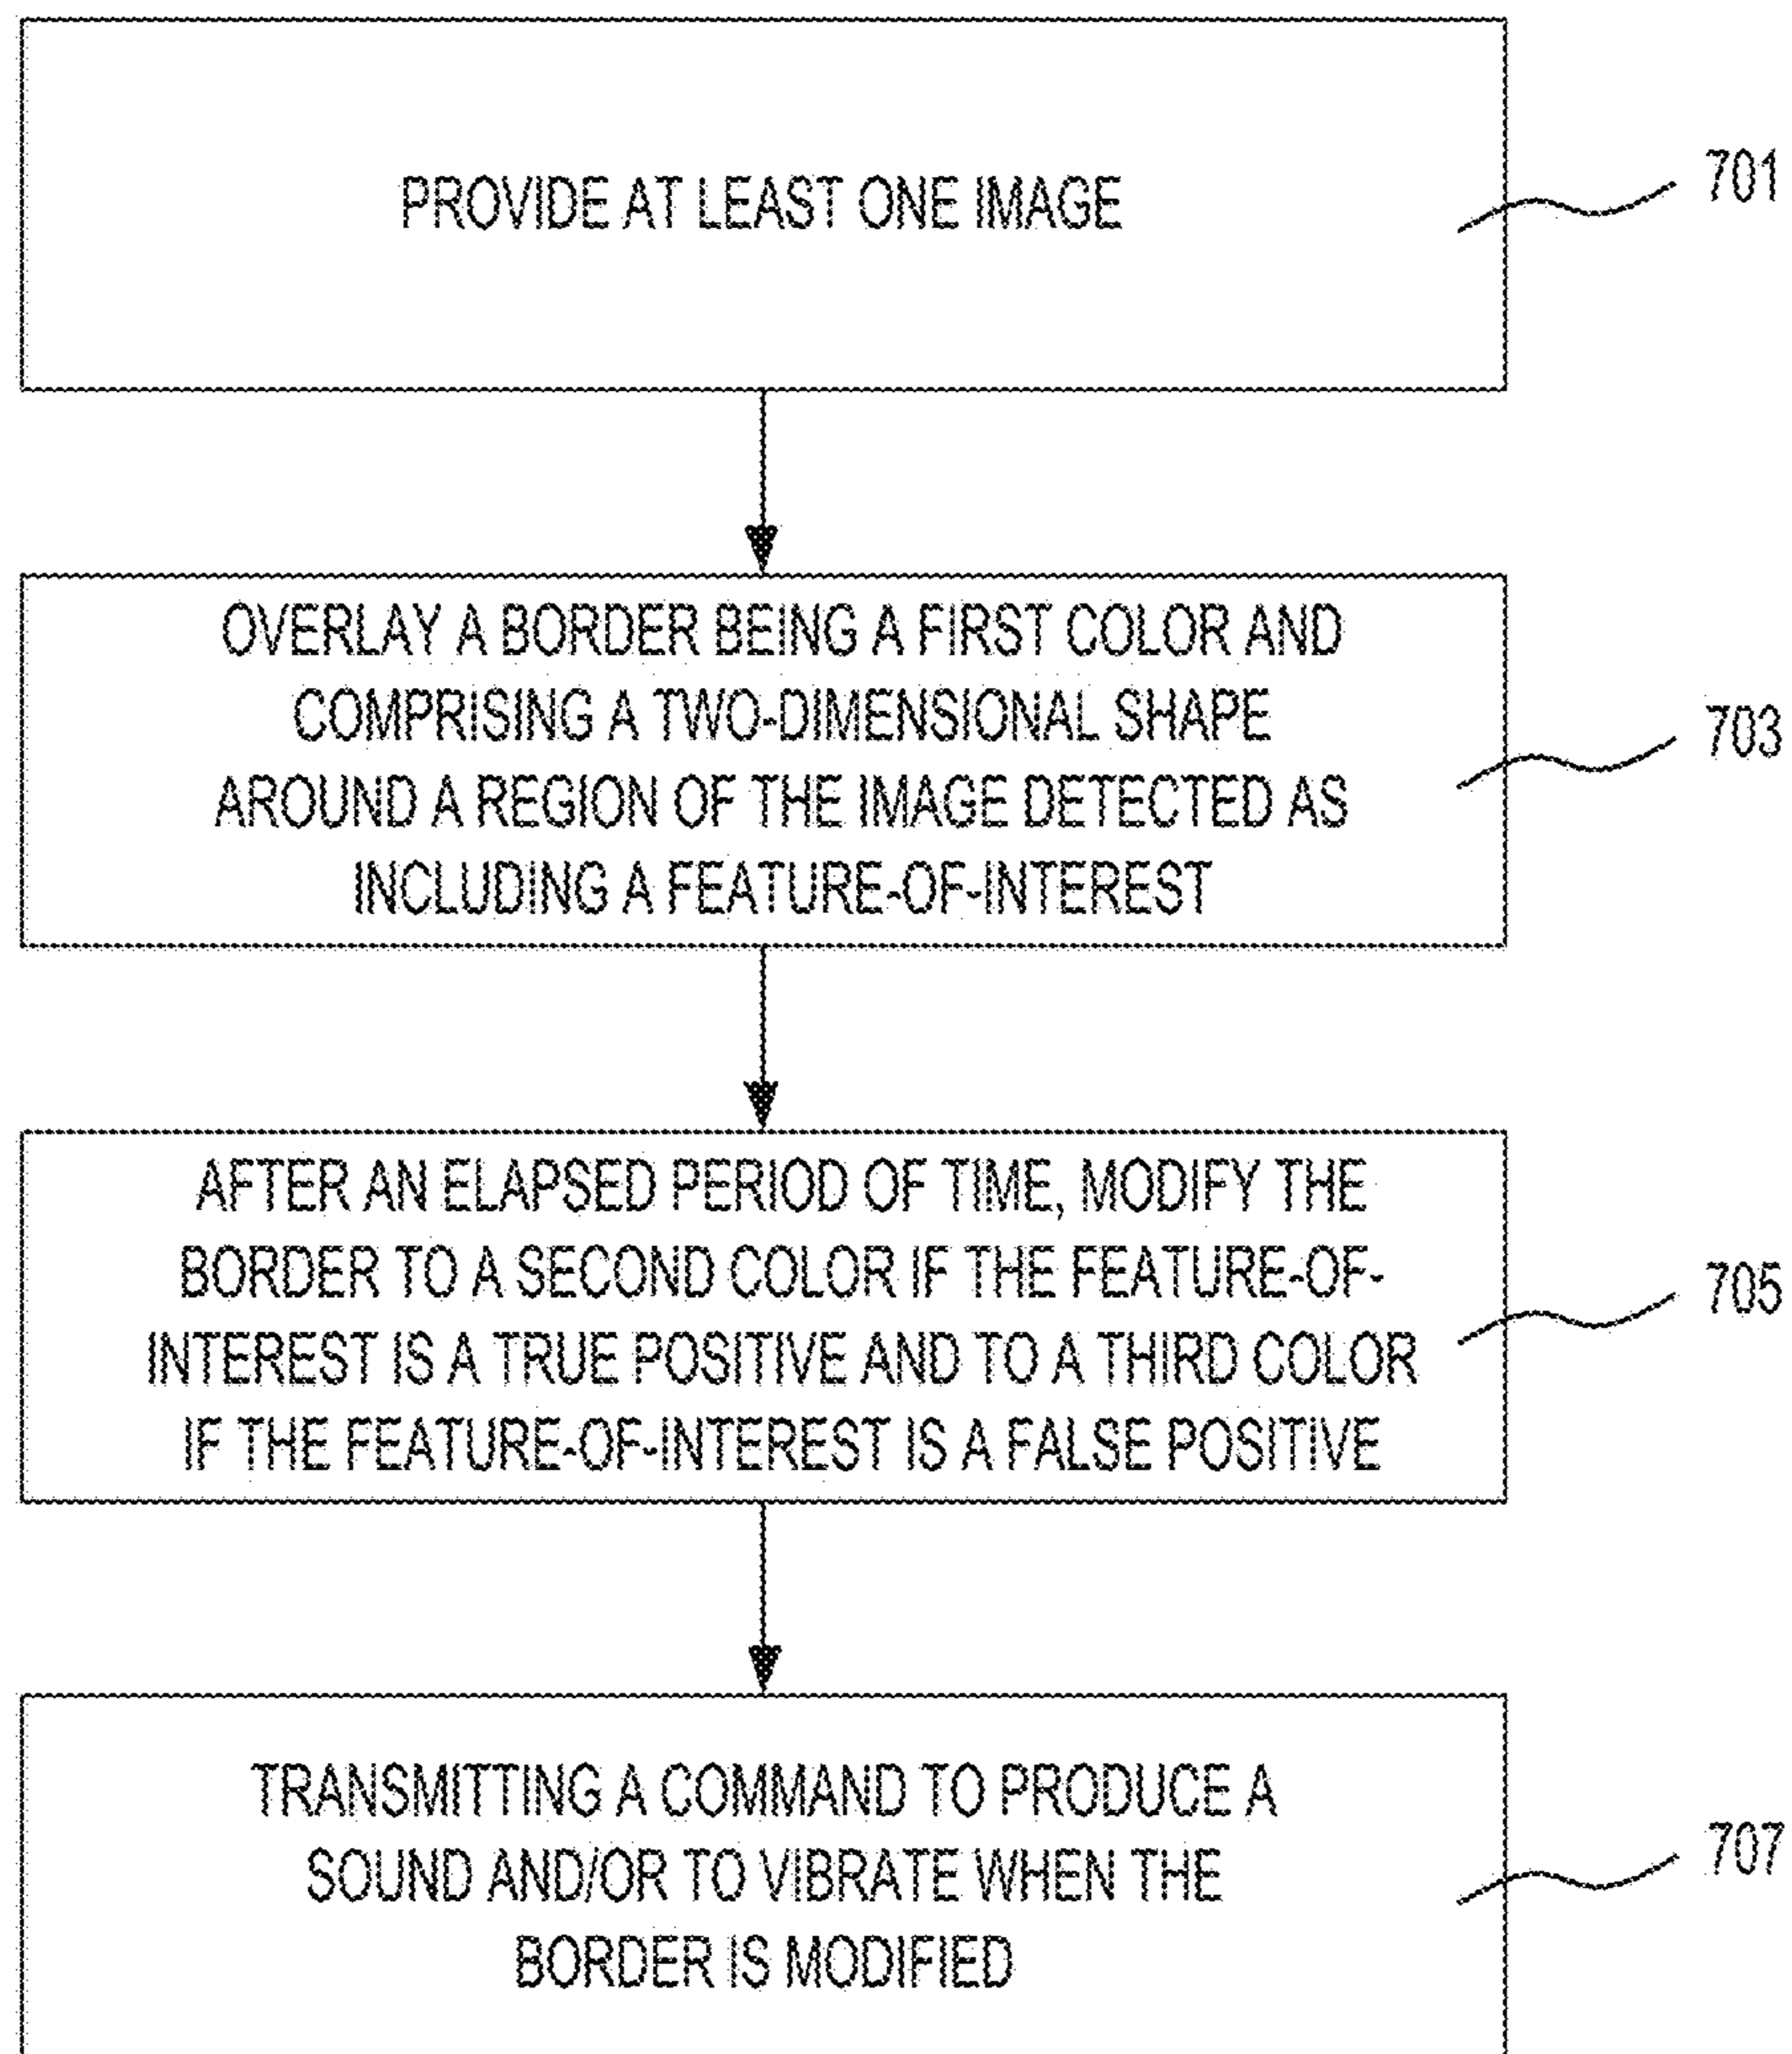 PROVIDE AT LEAST ONE IMAGE
701
OVERLAY A BORDER BEING A FIRST COLOR AND
COMPRISING A TWO-DIMENSIONAL SHAPE
AROUND A REGION OF THE IMAGE DETECTED AS
INCLUDING A FEATURE-OF-INTEREST
703
AFTER AN ELAPSED PERIOD OF TIME, MODIFY THE
BORDER TO A SECOND COLOR IF THE FEATURE-OF-
INTEREST IS A TRUE POSITIVE AND TO A THIRD COLOR
IF THE FEATURE-OF-INTEREST IS A FALSE POSITIVE
705
TRANSMITTING A COMMAND TO PRODUCE A
SOUND AND/OR TO VIBRATE WHEN THE
BORDER IS MODIFIED
707